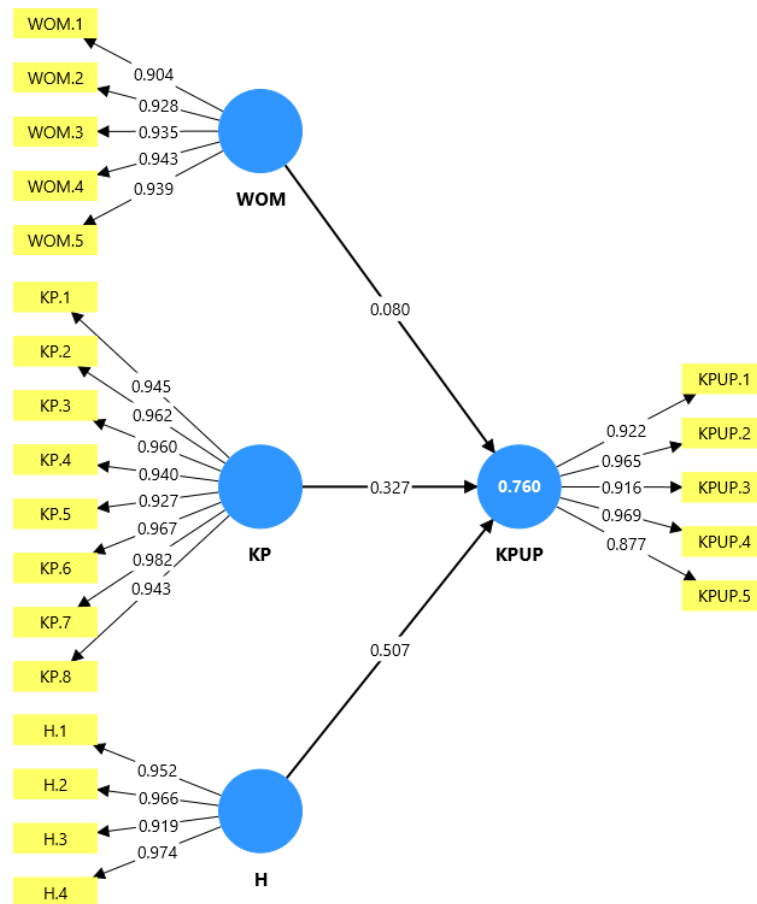 WOM.1
WOM.2
WOM.3
WOM.4
WOM.5
0.904
0.928
0.935
0.943
0.939
WOM
0.080
KP.1
KP.2
KP.3
KP.4
KP.5
KP.6
KP.7
KP.8
0.945
0.962
0.960
0.940
0.927
0.967
0.982
0.943
KP
0.327
0.760
KPUP
0.922
0.965
0.916
0.969
0.877
KPUP.1
KPUP.2
KPUP.3
KPUP.4
KPUP.5
0.507
H.1
H.2
H.3
H.4
0.952
0.966
0.919
0.974
H